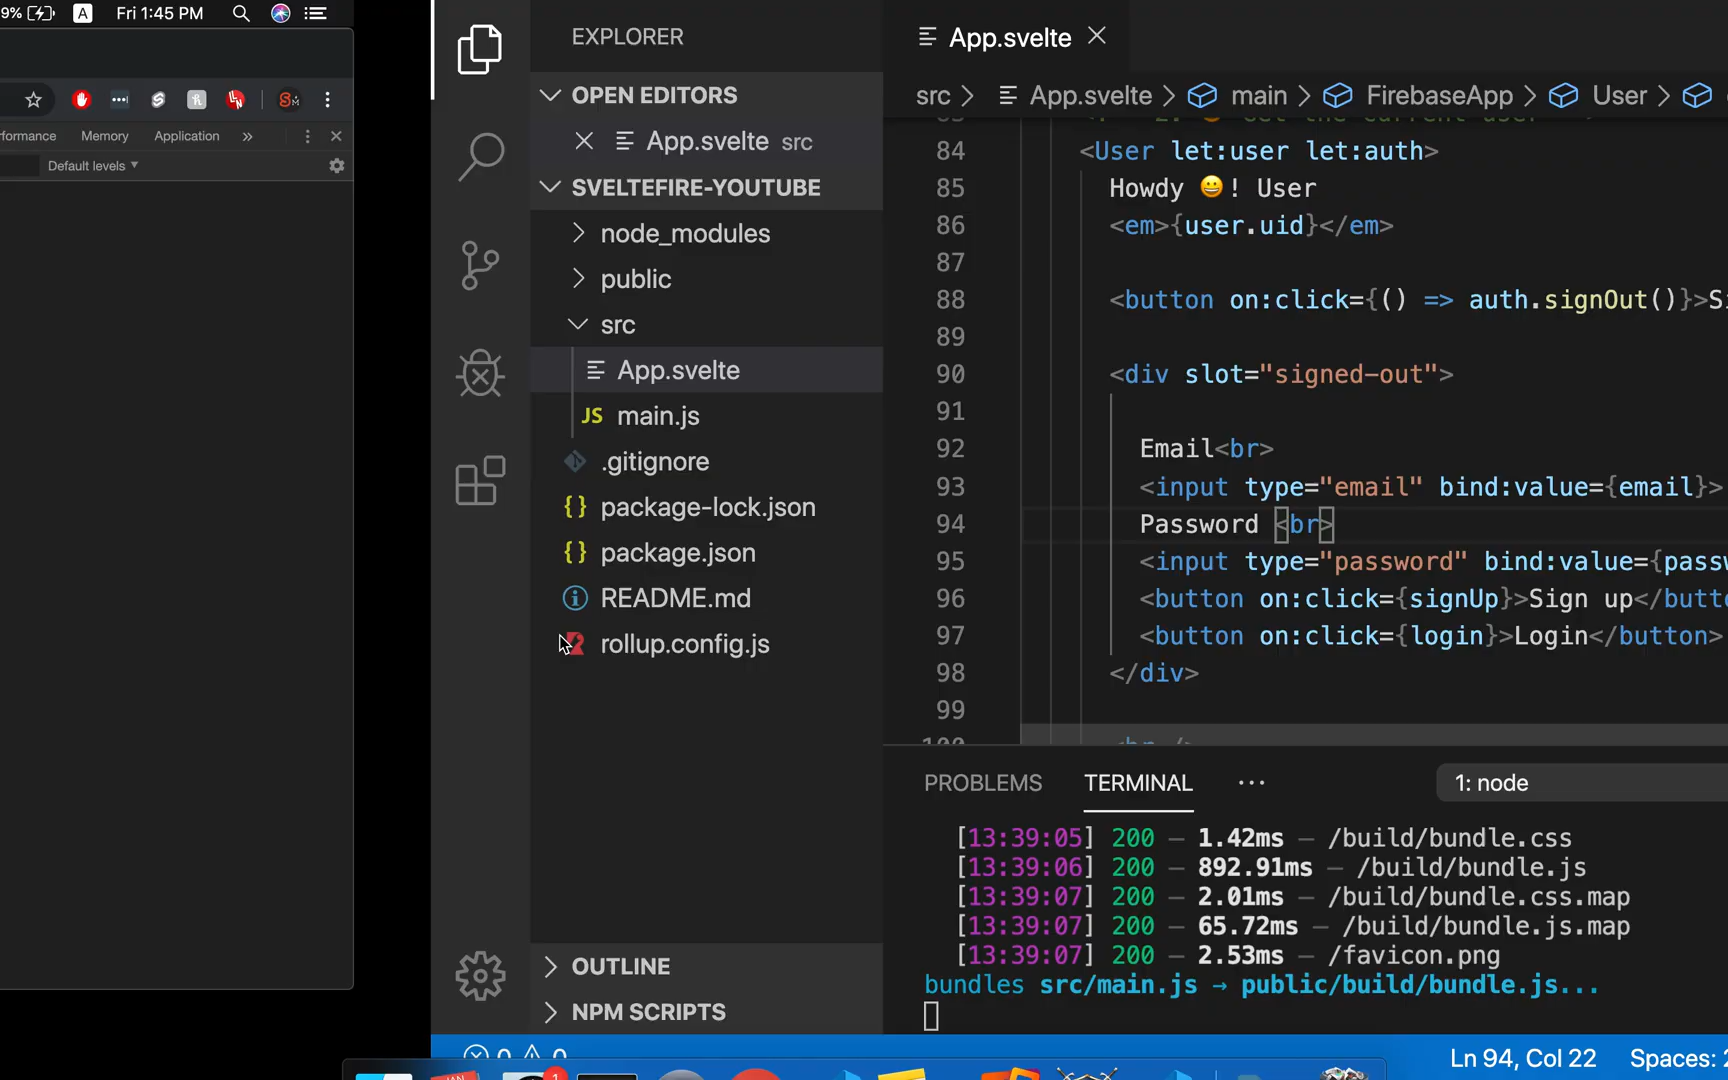 9% A Fri 1:45 PM
formance Memory Application »
Default levels
EXPLORER
OPEN EDITORS
App.svelte src
SVELTEFIRE-YOUTUBE
node_modules
public
src
App.svelte
JS main.js
.gitignore
{} package-lock.json
{} package.json
README.md
rollup.config.js
OUTLINE
NPM SCRIPTS
App.svelte
src > App.svelte > main > FirebaseApp > User >
84 <User let:user let:auth>
85 Howdy 😀! User
86 <em>{user.uid}</em>
87
88 <button on:click={() => auth.signOut()}>S
89
90 <div slot="signed-out">
91
92 Email<br>
93 <input type="email" bind:value={email}>
94 Password <br>
95 <input type="password" bind:value={passw
96 <button on:click={signUp}>Sign up</butto
97 <button on:click={login}>Login</button>
98 </div>
99
PROBLEMS TERMINAL ··· 1: node
[13:39:05] 200 — 1.42ms — /build/bundle.css
[13:39:06] 200 — 892.91ms — /build/bundle.js
[13:39:07] 200 — 2.01ms — /build/bundle.css.map
[13:39:07] 200 — 65.72ms — /build/bundle.js.map
[13:39:07] 200 — 2.53ms — /favicon.png
bundles src/main.js → public/build/bundle.js...
0 0
Ln 94, Col 22 Spaces: